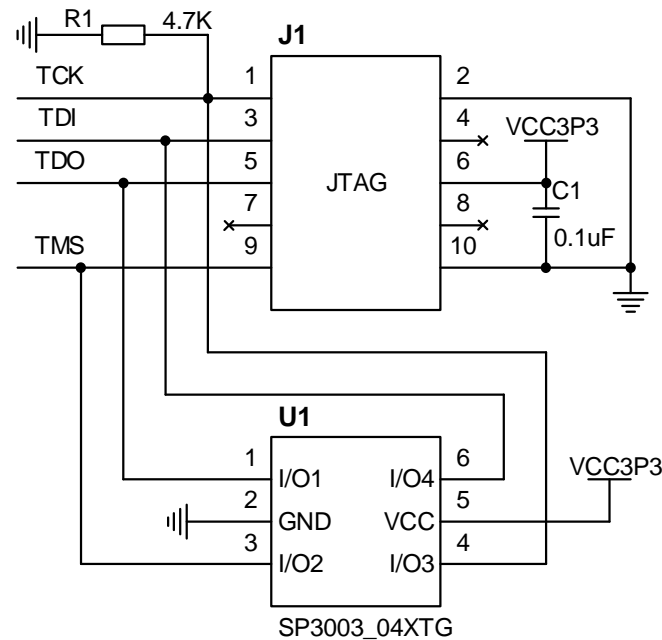 R1 4.7K
J1
TCK 1 2
TDI 3 4 VCC3P3
TDO 5 6
JTAG C1
7 8
0.1uF
TMS 9 10
U1
1 I/O1 I/O4 6 VCC3P3
2 GND VCC 5
3 I/O2 I/O3 4
SP3003_04XTG